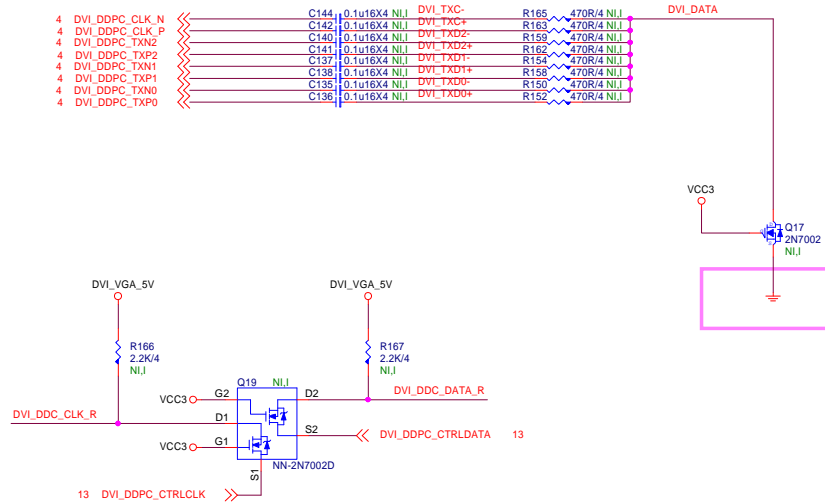 4 DVI_DDPC_CLK_N C144 0.1u16X4 NI,I DVI_TXC- R165 470R/4 NI,I DVI_DATA
4 DVI_DDPC_CLK_P C142 0.1u16X4 NI,I DVI_TXC+ R163 470R/4 NI,I
4 DVI_DDPC_TXN2 C140 0.1u16X4 NI,I DVI_TXD2- R159 470R/4 NI,I
4 DVI_DDPC_TXP2 C141 0.1u16X4 NI,I DVI_TXD2+ R162 470R/4 NI,I
4 DVI_DDPC_TXN1 C137 0.1u16X4 NI,I DVI_TXD1- R154 470R/4 NI,I
4 DVI_DDPC_TXP1 C138 0.1u16X4 NI,I DVI_TXD1+ R158 470R/4 NI,I
4 DVI_DDPC_TXN0 C135 0.1u16X4 NI,I DVI_TXD0- R150 470R/4 NI,I
4 DVI_DDPC_TXP0 C136 0.1u16X4 NI,I DVI_TXD0+ R152 470R/4 NI,I
VCC3
Q17
2N7002
NI,I
DVI_VGA_5V DVI_VGA_5V
R166 R167
2.2K/4 2.2K/4
NI,I NI,I
Q19 NI,I
VCC3 G2 D2 DVI_DDC_DATA_R
DVI_DDC_CLK_R D1
S2 DVI_DDPC_CTRLDATA 13
VCC3 G1
NN-2N7002D
S1
13 DVI_DDPC_CTRLCLK